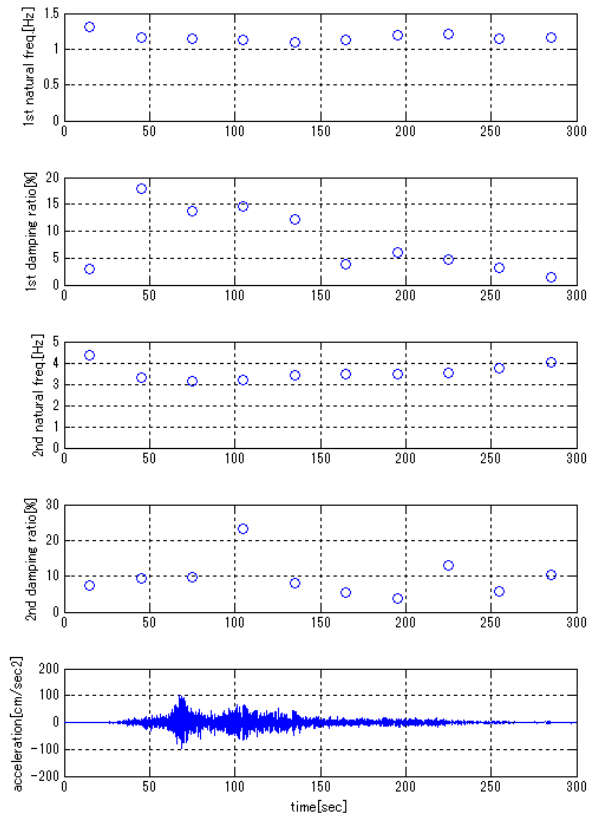 1st natural freq.[Hz]
1.5
1
0.5
0
0 50 100 150 200 250 300
1st damping ratio[%]
20
15
10
5
0
0 50 100 150 200 250 300
2nd natural freq.[Hz]
5
4
3
2
1
0
0 50 100 150 200 250 300
2nd damping ratio[%]
30
20
10
0
0 50 100 150 200 250 300
acceleration[cm/sec2]
200
100
0
-100
-200
0 50 100 150 200 250 300
time[sec]